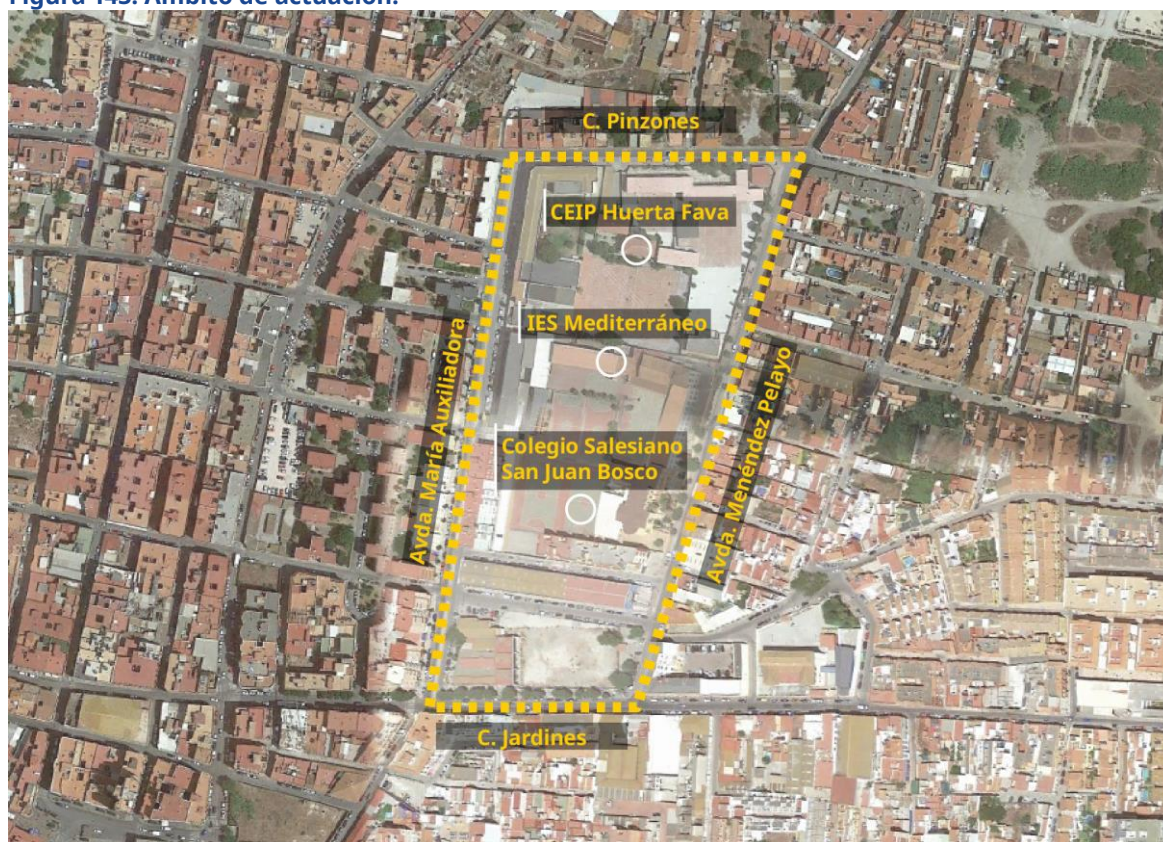 Figura 143. Ámbito de actuación.
C. Pinzones
CEIP Huerta Fava
IES Mediterráneo
Avda. María Auxiliadora
Avda. Menéndez Pelayo
Colegio Salesiano
San Juan Bosco
C. Jardines